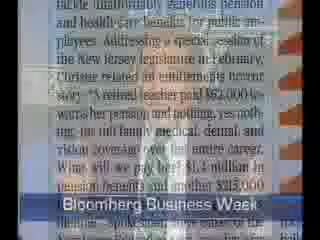 tackle unaffordably generous pension
and health-care benefits for public em-
ployees. Addressing a special session of
the New Jersey legislature in February,
Christie related an entitlements horror
story: "A retired teacher paid $62,000 to-
wards her pension and nothing, yes noth-
ing, for full family medical, dental and
vision coverage over her entire career.
What will we pay her? $1.4 million in
pension benefits and another $215,000
Bloomberg Business Week